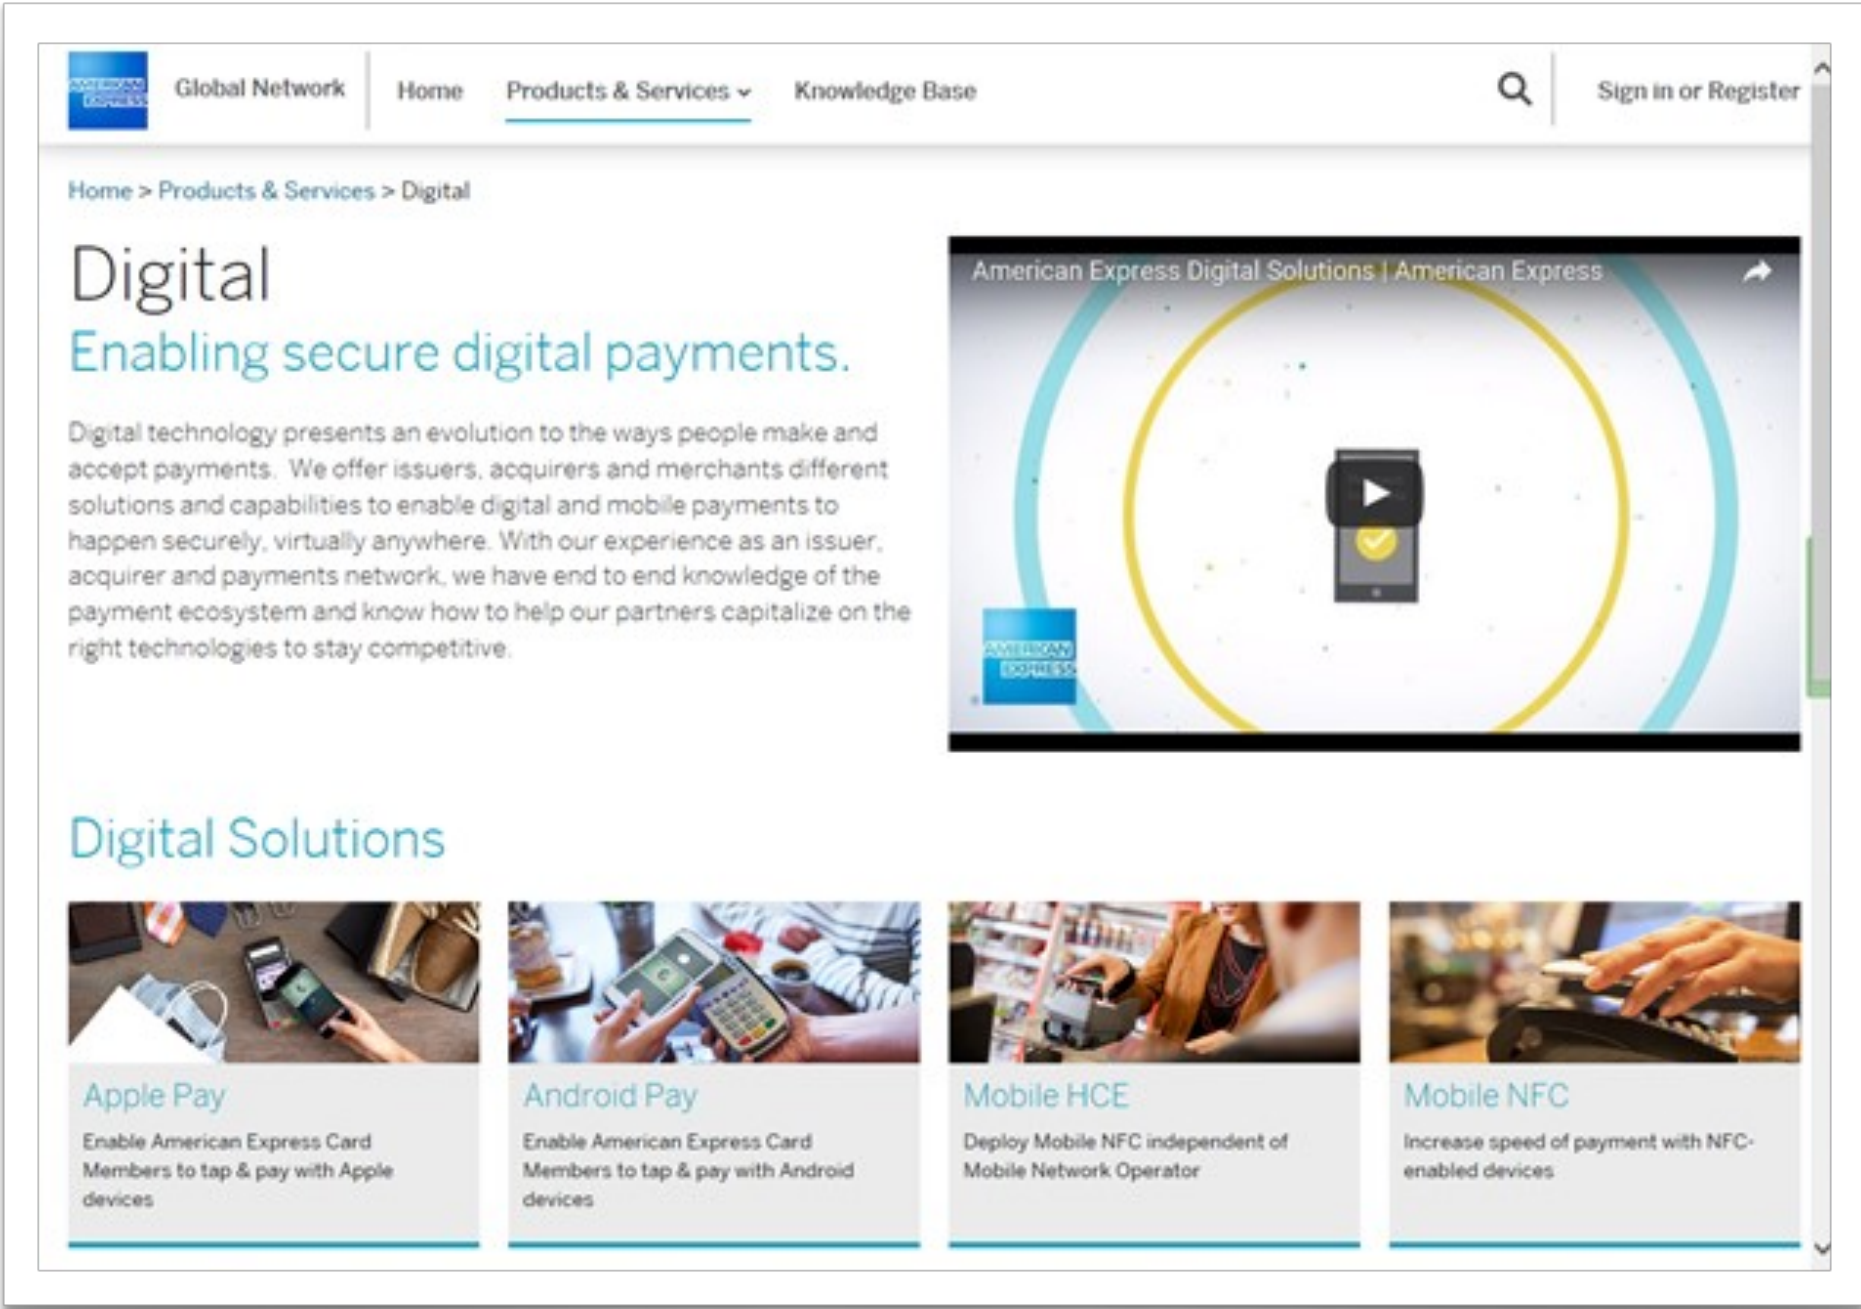 AMERICAN
EXPRESS
Global Network
Home
Products & Services
Knowledge Base
Sign in or Register
Home > Products & Services > Digital
Digital
Enabling secure digital payments.
Digital technology presents an evolution to the ways people make and
accept payments. We offer issuers, acquirers and merchants different
solutions and capabilities to enable digital and mobile payments to
happen securely, virtually anywhere. With our experience as an issuer,
acquirer and payments network, we have end to end knowledge of the
payment ecosystem and know how to help our partners capitalize on the
right technologies to stay competitive.
American Express Digital Solutions | American Express
AMERICAN
EXPRESS
Digital Solutions
Apple Pay
Enable American Express Card
Members to tap & pay with Apple
devices
Android Pay
Enable American Express Card
Members to tap & pay with Android
devices
Mobile HCE
Deploy Mobile NFC independent of
Mobile Network Operator
Mobile NFC
Increase speed of payment with NFC-
enabled devices